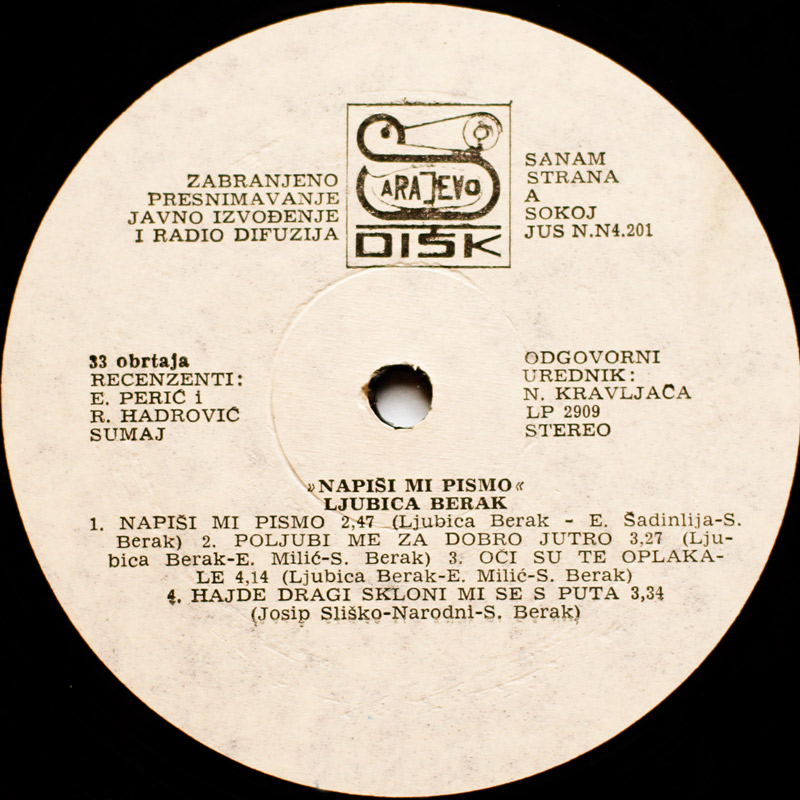 SARAJEVO
DIŠK
ZABRANJENO
PRESNIMAVANJE
JAVNO IZVOĐENJE
I RADIO DIFUZIJA
SANAM
STRANA
A
SOKOJ
JUS N.N4.201
33 obrtaja
RECENZENTI:
E. PERIĆ i
R. HADROVIČ
SUMAJ
ODGOVORNI
UREDNIK:
N. KRAVLJAČA
LP 2909
STEREO
»NAPIŠI MI PISMO«
LJUBICA BERAK
1. NAPIŠI MI PISMO 2,47 (Ljubica Berak - E. Šadinlija-S.
Berak) 2. POLJUBI ME ZA DOBRO JUTRO 3,27 (Lju-
bica Berak-E. Milić-S. Berak) 3. OČI SU TE OPLAKA-
LE 4,14 (Ljubica Berak-E. Milić-S. Berak)
4. HAJDE DRAGI SKLONI MI SE S PUTA 3,34
(Josip Sliško-Narodni-S. Berak)